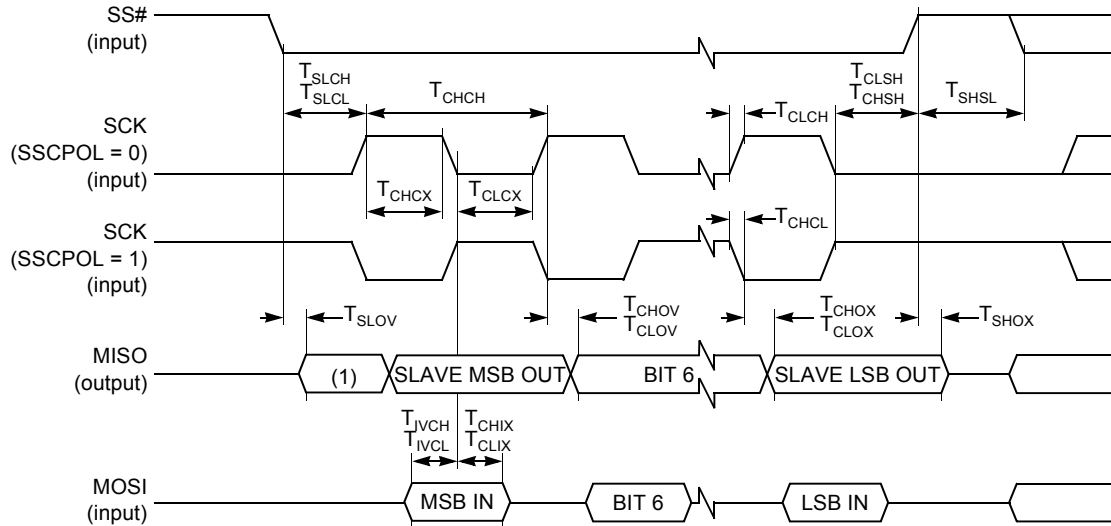 SS#
(input)
TSLCH
TSLCL
TCHCH
TCLSH
TCHSH
TSHSL
TCLCH
SCK
(SSCPOL = 0)
(input)
TCHCX
TCLCX
TCHCL
SCK
(SSCPOL = 1)
(input)
TSLOV
TCHOV
TCLOV
TCHOX
TCLOX
TSHOX
MISO
(output)
(1)
SLAVE MSB OUT
BIT 6
SLAVE LSB OUT
TIVCH
TIVCL
TCHIX
TCLIX
MOSI
(input)
MSB IN
BIT 6
LSB IN